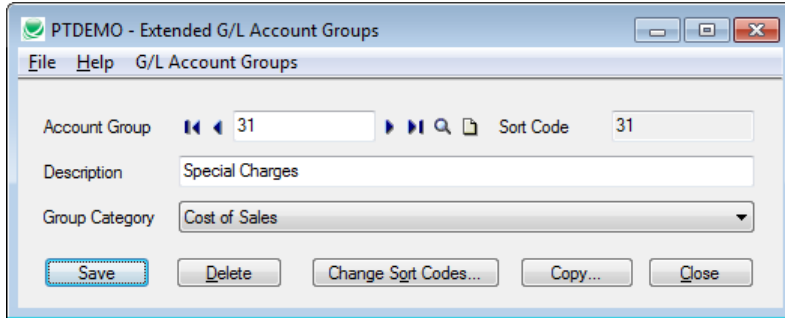 PTDEMO - Extended G/L Account Groups
File Help G/L Account Groups
Account Group 31 Sort Code 31
Description Special Charges
Group Category Cost of Sales
Save Delete Change Sort Codes... Copy... Close